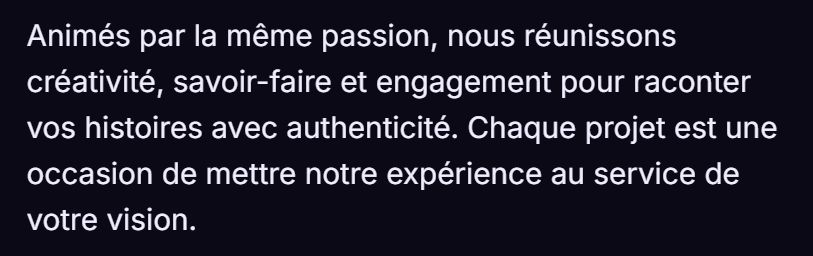 Animés par la même passion, nous réunissons
créativité, savoir-faire et engagement pour raconter
vos histoires avec authenticité. Chaque projet est une
occasion de mettre notre expérience au service de
votre vision.